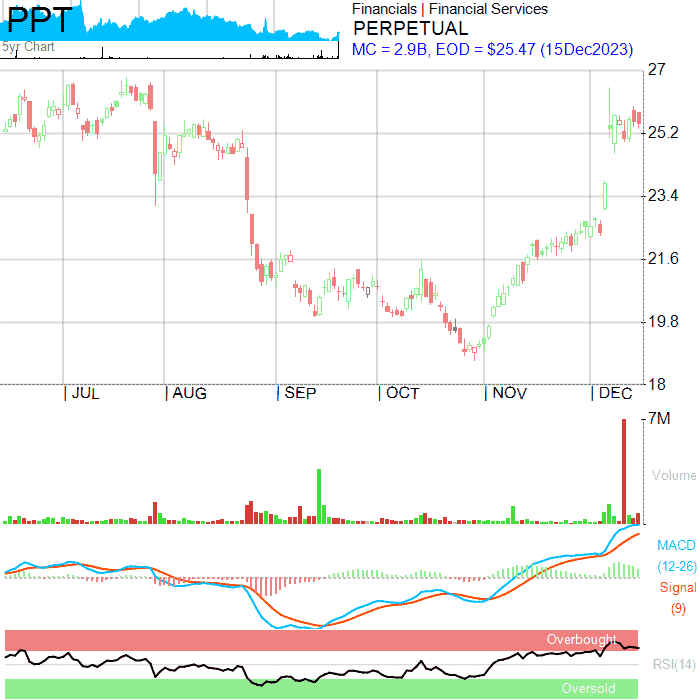 PPT
5yr Chart
Financials | Financial Services
PERPETUAL
MC = 2.9B, EOD = $25.47 (15Dec2023)
27
25.2
23.4
21.6
19.8
18
| JUL
| AUG
| SEP
| OCT
| NOV
| DEC
7M
Volume
MACD
(12-26)
Signal
(9)
Overbought
RSI(14)
Oversold